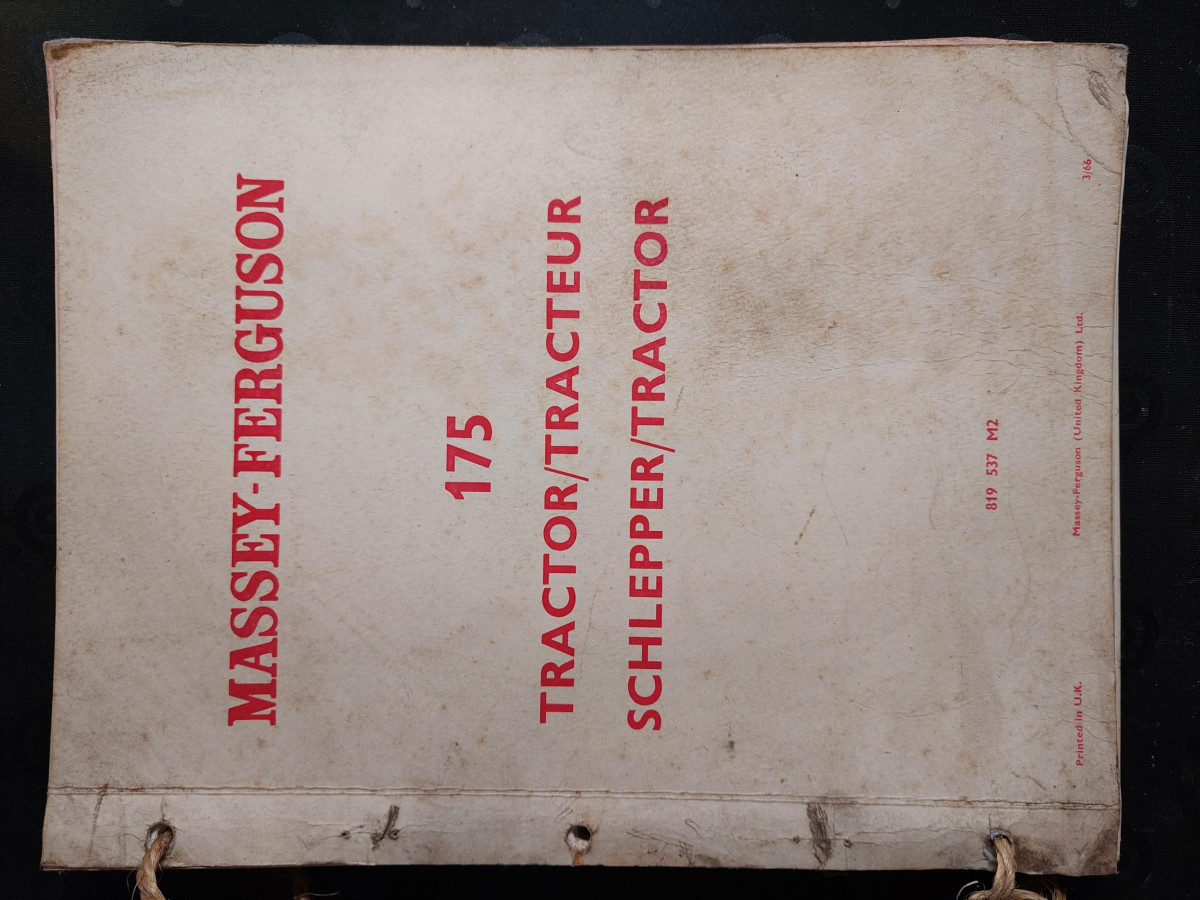 MASSEY-FERGUSON
175
TRACTOR/TRACTEUR
SCHLEPPER/TRACTOR
819 537 M2
Printed in U.K. Massey-Ferguson (United Kingdom) Ltd. 3/66